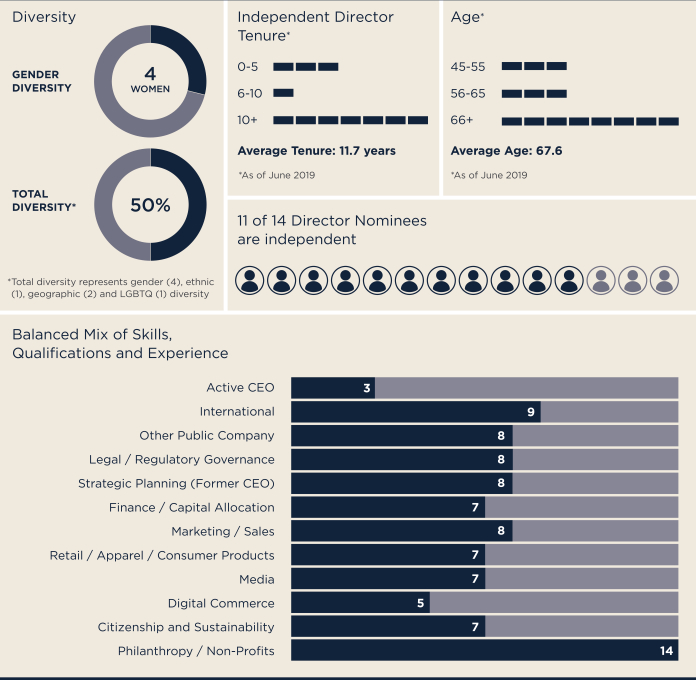 Diversity
GENDER
DIVERSITY
4
WOMEN
TOTAL
DIVERSITY*
50%
*Total diversity represents gender (4), ethnic
(1), geographic (2) and LGBTQ (1) diversity
Independent Director
Tenure*
0-5
6-10
10+
Average Tenure: 11.7 years
*As of June 2019
Age*
45-55
56-65
66+
Average Age: 67.6
*As of June 2019
11 of 14 Director Nominees
are independent
Balanced Mix of Skills,
Qualifications and Experience
Active CEO 3
International 9
Other Public Company 8
Legal / Regulatory Governance 8
Strategic Planning (Former CEO) 8
Finance / Capital Allocation 7
Marketing / Sales 8
Retail / Apparel / Consumer Products 7
Media 7
Digital Commerce 5
Citizenship and Sustainability 7
Philanthropy / Non-Profits 14